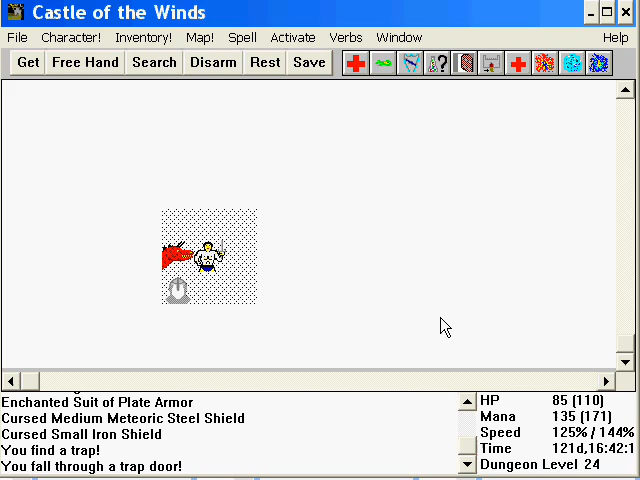 Castle of the Winds
File Character! Inventory! Map! Spell Activate Verbs Window Help
Get Free Hand Search Disarm Rest Save
Enchanted Suit of Plate Armor
Cursed Medium Meteoric Steel Shield
Cursed Small Iron Shield
You find a trap!
You fall through a trap door!
HP 85 (110)
Mana 135 (171)
Speed 125% / 144%
Time 121d,16:42:1
Dungeon Level 24